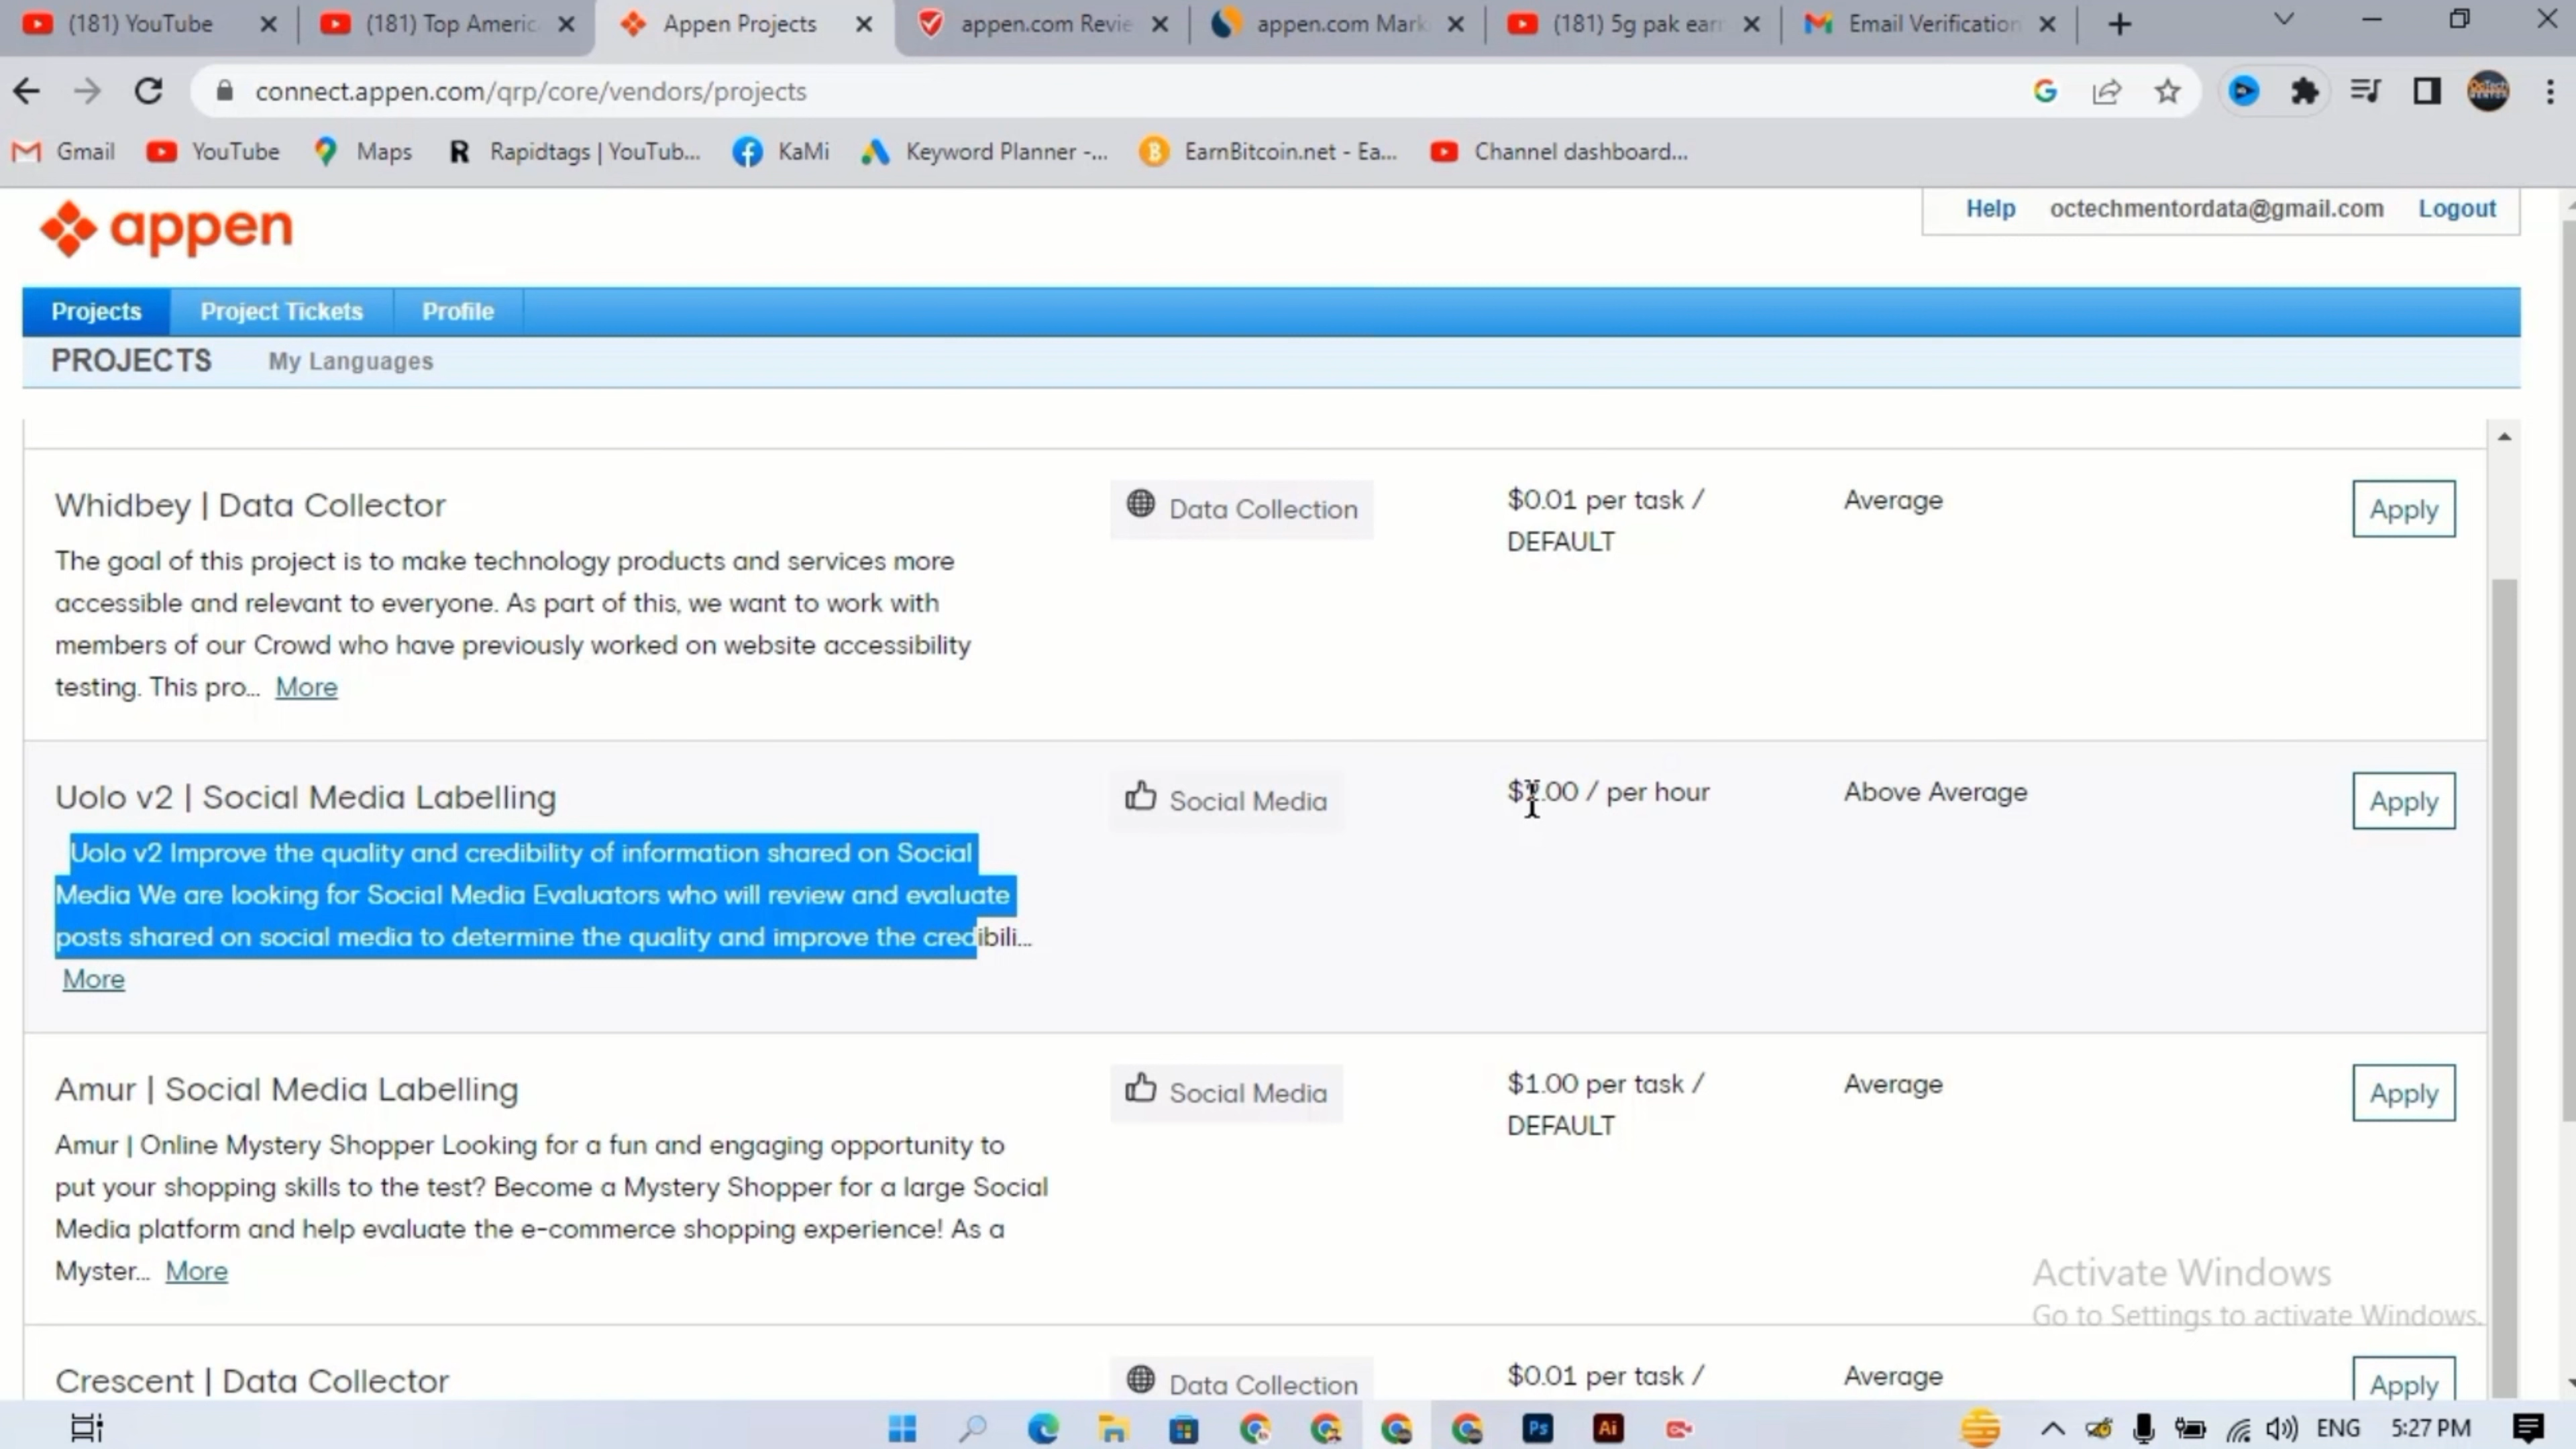 (181) YouTube
(181) Top Americ
Appen Projects
appen.com Revie
appen.com Mark
(181) 5g pak ear
Email Verification
connect.appen.com/qrp/core/vendors/projects
Gmail
YouTube
Maps
Rapidtags | YouTub...
KaMi
Keyword Planner -...
EarnBitcoin.net - Ea...
Channel dashboard...
appen
Help octechmentordata@gmail.com Logout
Projects Project Tickets Profile
PROJECTS My Languages
Whidbey | Data Collector
The goal of this project is to make technology products and services more
accessible and relevant to everyone. As part of this, we want to work with
members of our Crowd who have previously worked on website accessibility
testing. This pro... More
Data Collection
$0.01 per task /
DEFAULT
Average
Apply
Uolo v2 | Social Media Labelling
Uolo v2 Improve the quality and credibility of information shared on Social
Media We are looking for Social Media Evaluators who will review and evaluate
posts shared on social media to determine the quality and improve the credibili...
More
Social Media
/ per hour
Above Average
Apply
Amur | Social Media Labelling
Amur | Online Mystery Shopper Looking for a fun and engaging opportunity to
put your shopping skills to the test? Become a Mystery Shopper for a large Social
Media platform and help evaluate the e-commerce shopping experience! As a
Myster... More
Social Media
$1.00 per task /
DEFAULT
Average
Apply
Activate Windows
Go to Settings to activate Windows.
Crescent | Data Collector
Data Collection
$0.01 per task /
Average
Apply
Ps
Ai
ENG
5:27 PM